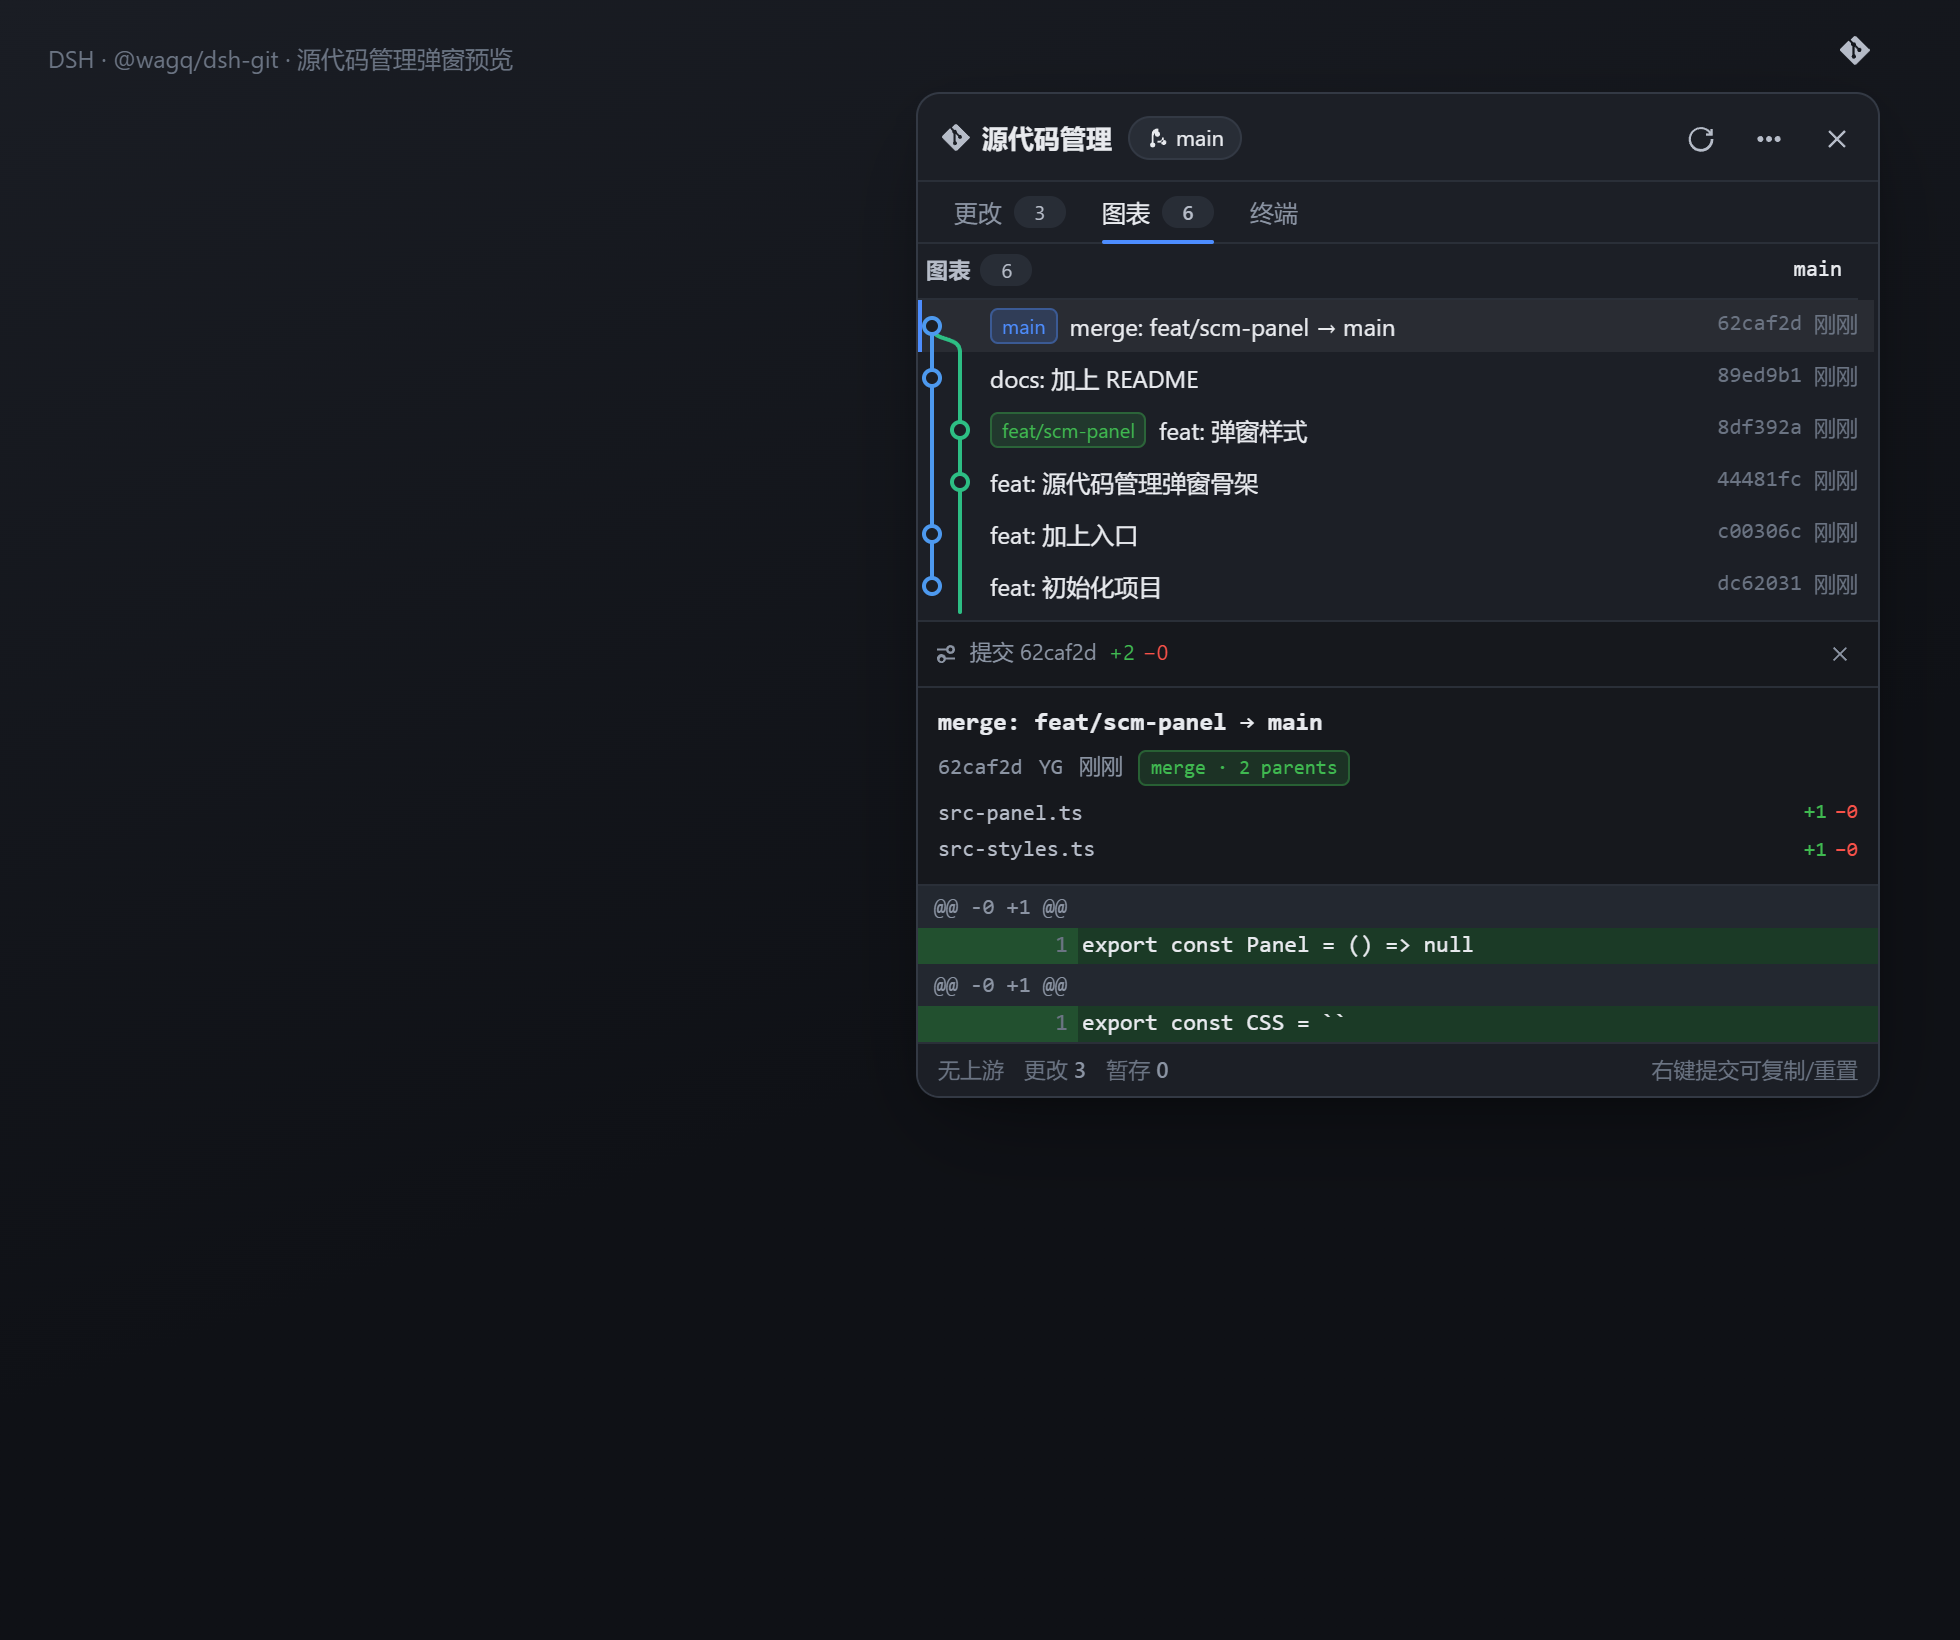 DSH · @wagq/dsh-git · 源代码管理弹窗预览
源代码管理 main
更改 3 图表 6 终端
图表 6 main
main merge: feat/scm-panel → main 62caf2d 刚刚
docs: 加上 README 89ed9b1 刚刚
feat/scm-panel feat: 弹窗样式 8df392a 刚刚
feat: 源代码管理弹窗骨架 44481fc 刚刚
feat: 加上入口 c00306c 刚刚
feat: 初始化项目 dc62031 刚刚
提交 62caf2d +2 −0
merge: feat/scm-panel → main
62caf2d YG 刚刚 merge · 2 parents
src-panel.ts +1 −0
src-styles.ts +1 −0
@@ -0 +1 @@
1 export const Panel = () => null
@@ -0 +1 @@
1 export const CSS = ``
无上游 更改 3 暂存 0 右键提交可复制/重置